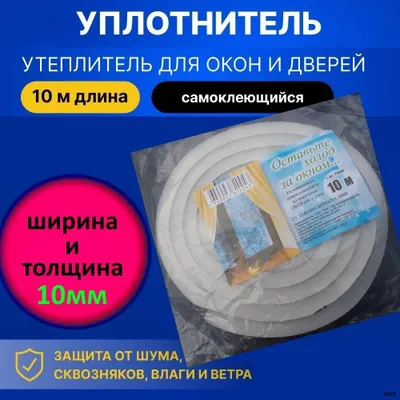 УПЛОТНИТЕЛЬ
УТЕПЛИТЕЛЬ ДЛЯ ОКОН И ДВЕРЕЙ
10 м длина
самоклеющийся
Оставьте
холод
за окном...
10 м
ширина
и
толщина
10мм
ЗАЩИТА ОТ ШУМА,
СКВОЗНЯКОВ, ВЛАГИ И ВЕТРА